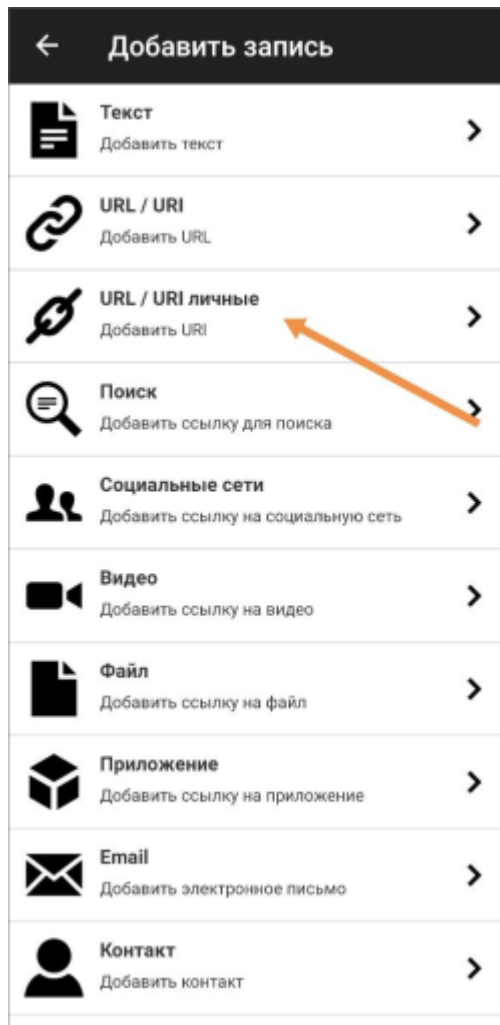 Добавить запись
Текст
Добавить текст
URL / URI
Добавить URL
URL / URI личные
Добавить URI
Поиск
Добавить ссылку для поиска
Социальные сети
Добавить ссылку на социальную сеть
Видео
Добавить ссылку на видео
Файл
Добавить ссылку на файл
Приложение
Добавить ссылку на приложение
Email
Добавить электронное письмо
Контакт
Добавить контакт